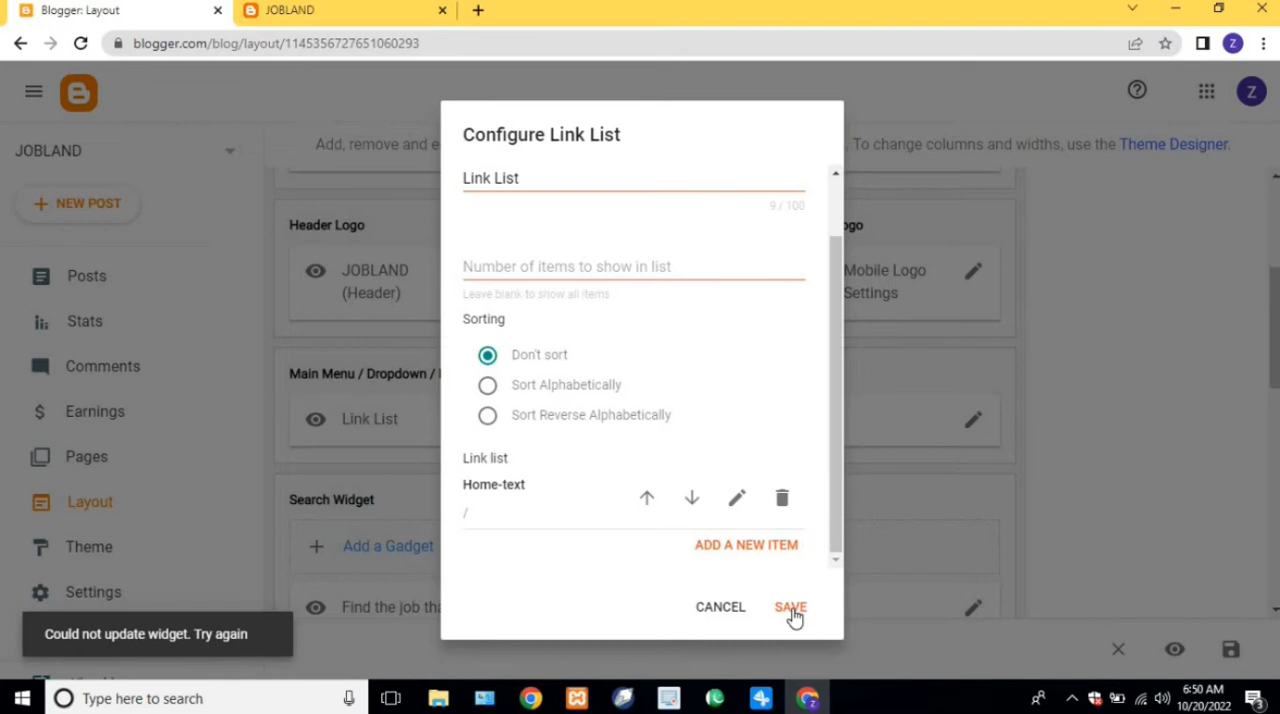 Blogger: Layout
JOBLAND
blogger.com/blog/layout/1145356727651060293
Z
JOBLAND
Add, remove and e
. To change columns and widths, use the Theme Designer.
Z
NEW POST
Posts
Stats
Comments
Earnings
Pages
Layout
Theme
Settings
Header Logo
JOBLAND
(Header)
ogo
Mobile Logo
Settings
Main Menu / Dropdown /
Link List
Search Widget
Add a Gadget
Find the job tha
Configure Link List
Link List
9 / 100
Number of items to show in list
Leave blank to show all items
Sorting
Don't sort
Sort Alphabetically
Sort Reverse Alphabetically
Link list
Home-text
/
ADD A NEW ITEM
CANCEL
SAVE
Could not update widget. Try again
Type here to search
6:50 AM
10/20/2022
3